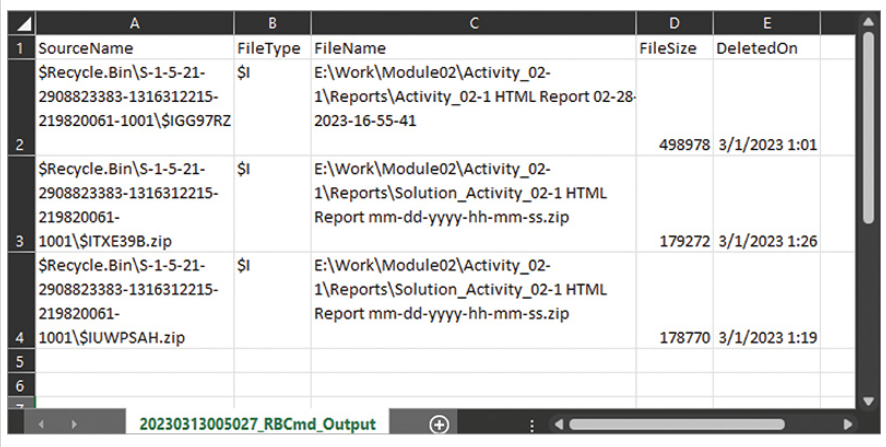 A B C D E
1 SourceName FileType FileName FileSize DeletedOn
$Recycle.Bin\S-1-5-21- $I E:\Work\Module02\Activity_02-
2908823383-1316312215- 1\Reports\Activity_02-1 HTML Report 02-28-
219820061-1001\$IGG97RZ 2023-16-55-41
2 498978 3/1/2023 1:01
$Recycle.Bin\S-1-5-21- $I E:\Work\Module02\Activity_02-
2908823383-1316312215- 1\Reports\Solution_Activity_02-1 HTML
219820061- Report mm-dd-yyyy-hh-mm-ss.zip
3 1001\$ITXE39B.zip 179272 3/1/2023 1:26
$Recycle.Bin\S-1-5-21- $I E:\Work\Module02\Activity_02-
2908823383-1316312215- 1\Reports\Solution_Activity_02-1 HTML
219820061- Report mm-dd-yyyy-hh-mm-ss.zip
4 1001\$IUWPSAH.zip 178770 3/1/2023 1:19
5
6
20230313005027_RBCmd_Output